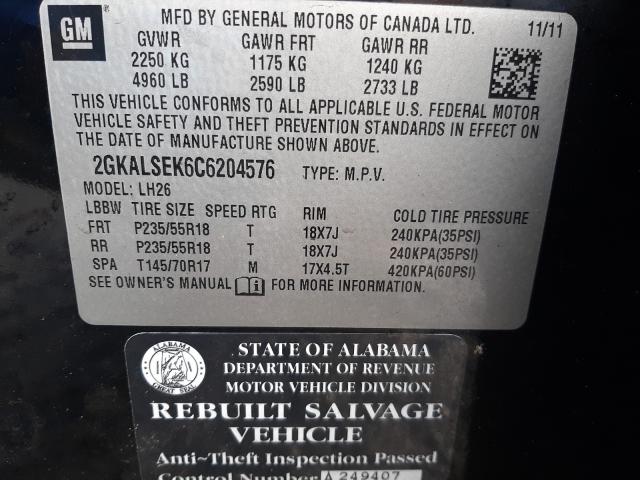 GM
MFD BY GENERAL MOTORS OF CANADA LTD. 11/11
GVWR GAWR FRT GAWR RR
2250 KG 1175 KG 1240 KG
4960 LB 2590 LB 2733 LB
THIS VEHICLE CONFORMS TO ALL APPLICABLE U.S. FEDERAL MOTOR
VEHICLE SAFETY AND THEFT PREVENTION STANDARDS IN EFFECT ON
THE DATE OF MANUFACTURE SHOWN ABOVE.
2GKALSEK6C6204576 TYPE: M.P.V.
MODEL: LH26
LBBW TIRE SIZE SPEED RTG RIM COLD TIRE PRESSURE
FRT P235/55R18 T 18X7J 240KPA(35PSI)
RR P235/55R18 T 18X7J 240KPA(35PSI)
SPA T145/70R17 M 17X4.5T 420KPA(60PSI)
SEE OWNER'S MANUAL FOR MORE INFORMATION.
STATE OF ALABAMA
DEPARTMENT OF REVENUE
MOTOR VEHICLE DIVISION
ALABAMA
GREAT SEAL
REBUILT SALVAGE
VEHICLE
Anti~Theft Inspection Passed
Control Number A 249407